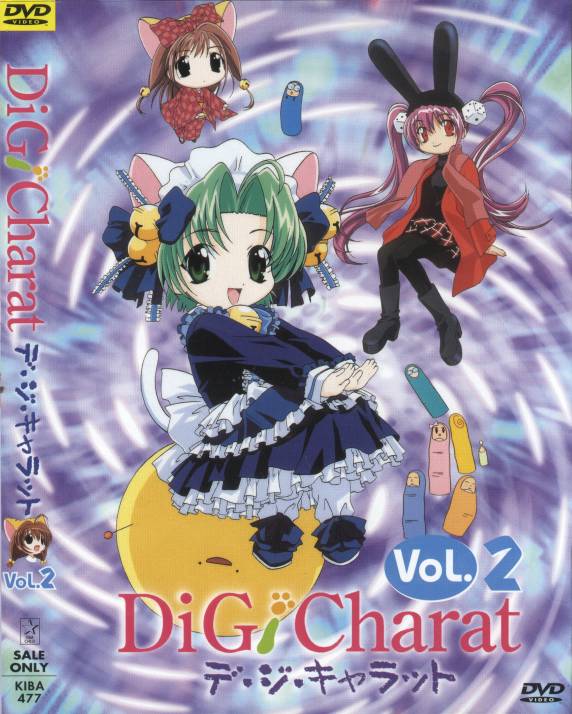 DVD
VIDEO
DiGi Charat
デ・ジ・キャラット
VOL.2
SALE
ONLY
KIBA
477
VOL. 2
DiGi Charat
デ・ジ・キャラット
DVD
VIDEO